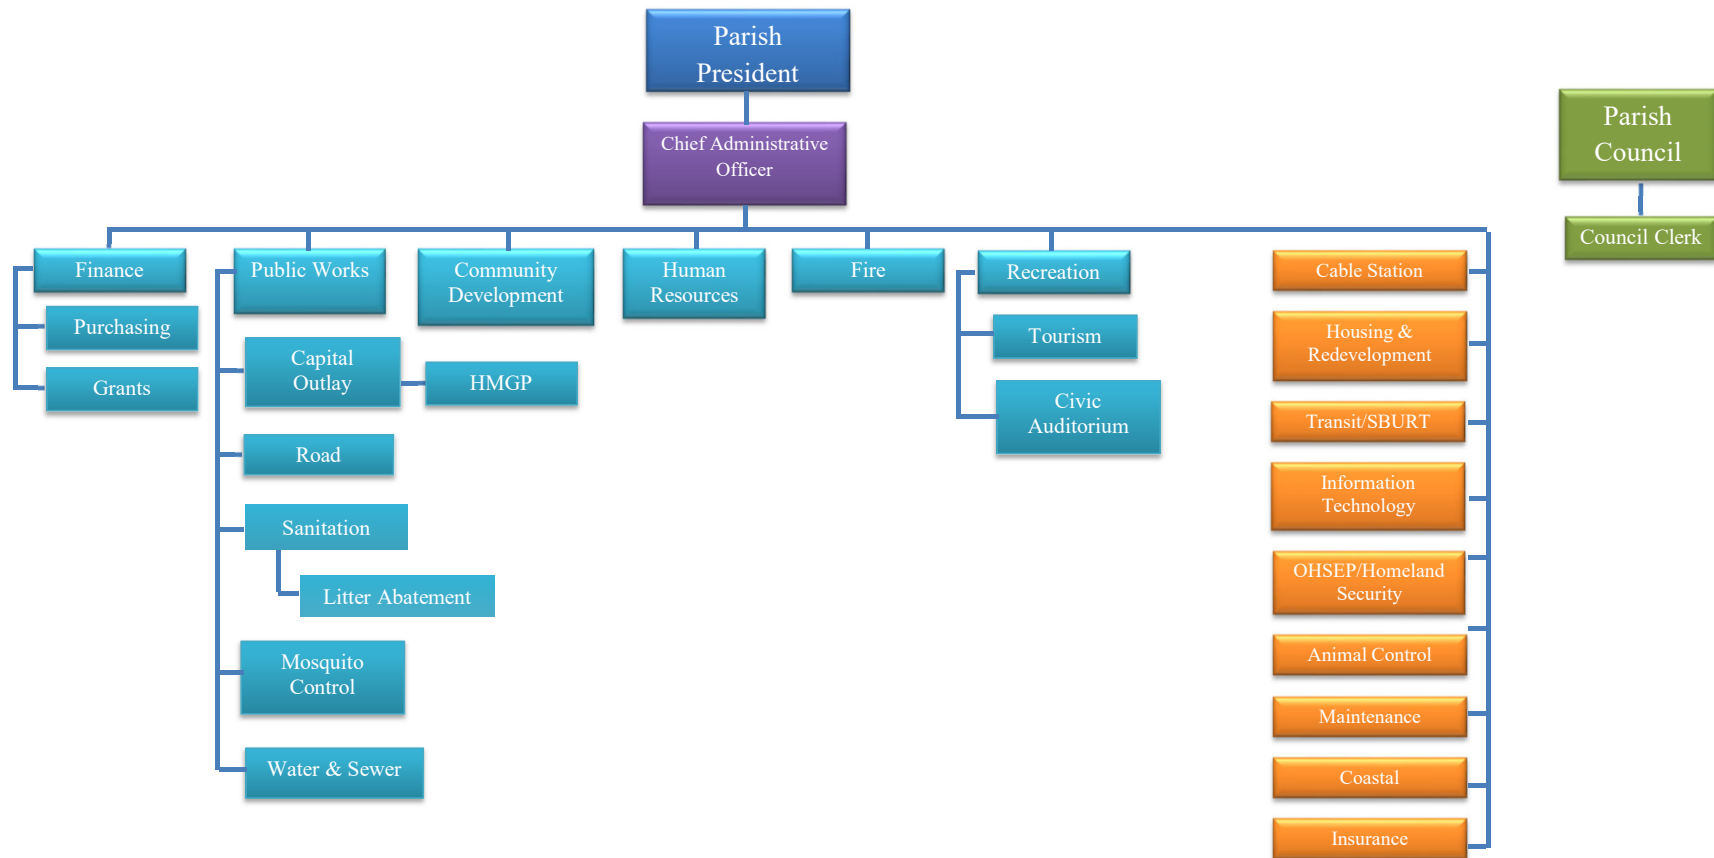 Parish
President
Chief Administrative
Officer
Parish
Council
Council Clerk
Finance
Purchasing
Grants
Public Works
Capital
Outlay
HMGP
Road
Sanitation
Litter Abatement
Mosquito
Control
Water & Sewer
Community
Development
Human
Resources
Fire
Recreation
Tourism
Civic
Auditorium
Cable Station
Housing &
Redevelopment
Transit/SBURT
Information
Technology
OHSEP/Homeland
Security
Animal Control
Maintenance
Coastal
Insurance